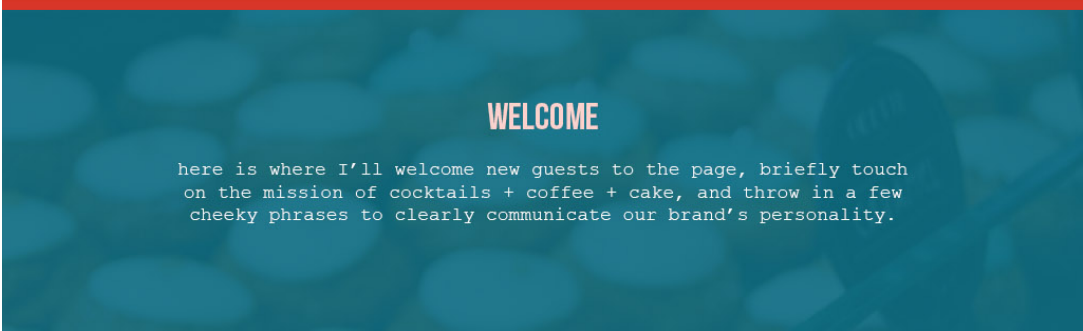 WELCOME
here is where I'll welcome new guests to the page, briefly touch
on the mission of cocktails + coffee + cake, and throw in a few
cheeky phrases to clearly communicate our brand's personality.